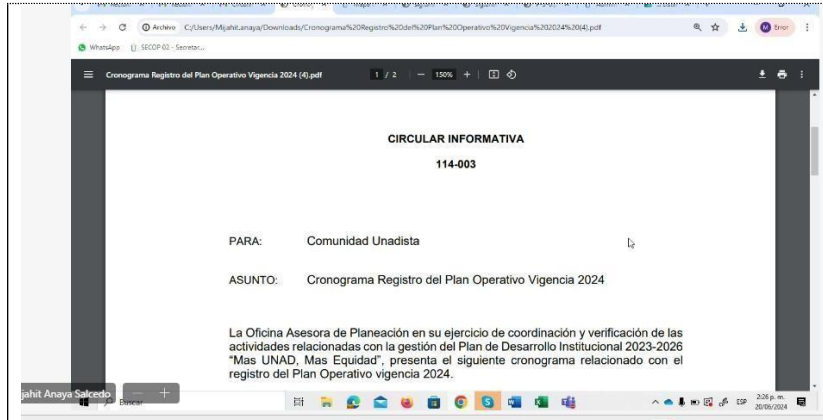 Archivo C:/Users/Mijahit.anaya/Downloads/Cronograma%20Registro%20del%20Plan%20Operativo%20Vigencia%202024%20(4).pdf
M Error
WhatsApp SECOP 02 - Secretar...
Cronograma Registro del Plan Operativo Vigencia 2024 (4).pdf 1 / 2 150%
CIRCULAR INFORMATIVA
114-003
PARA: Comunidad Unadista
ASUNTO: Cronograma Registro del Plan Operativo Vigencia 2024
La Oficina Asesora de Planeación en su ejercicio de coordinación y verificación de las
actividades relacionadas con la gestión del Plan de Desarrollo Institucional 2023-2026
“Mas UNAD, Mas Equidad”, presenta el siguiente cronograma relacionado con el
registro del Plan Operativo vigencia 2024.
jahit Anaya Salcedo
Buscar
ESP
2:26 p. m.
20/06/2024